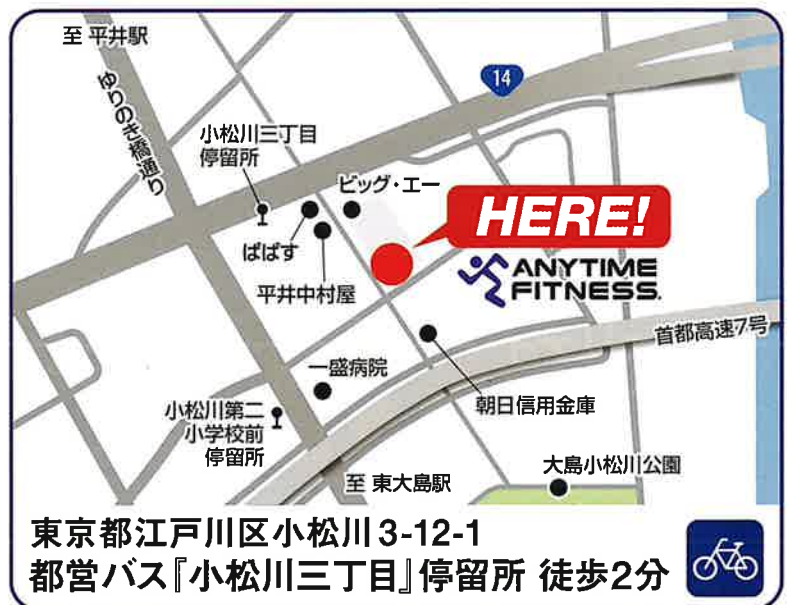 至 平井駅
ゆりのき橋通り
14
小松川三丁目
停留所
ビッグ・エー
HERE!
ぱぱす
平井中村屋
ANYTIME
FITNESS.
首都高速7号
一盛病院
朝日信用金庫
小松川第二
小学校前
停留所
至 東大島駅
大島小松川公園
東京都江戸川区小松川3-12-1
都営バス『小松川三丁目』停留所 徒歩2分